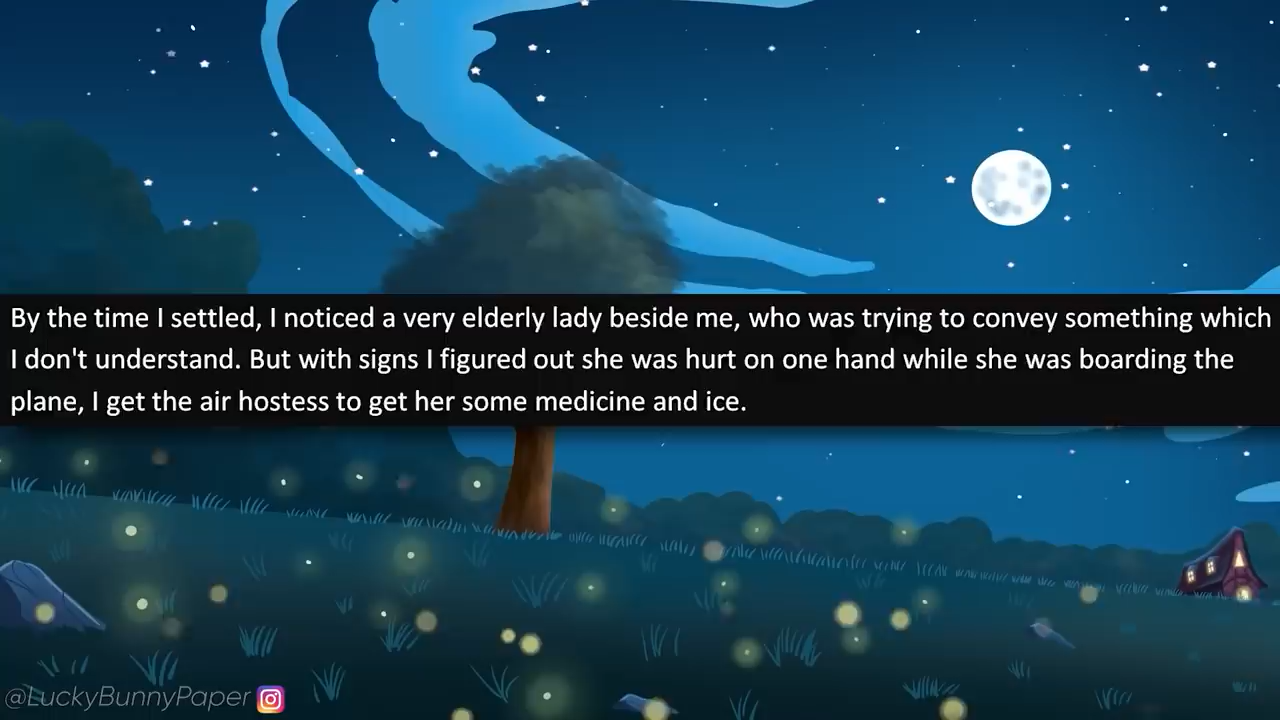 By the time I settled, I noticed a very elderly lady beside me, who was trying to convey something which
I don't understand. But with signs I figured out she was hurt on one hand while she was boarding the
plane, I get the air hostess to get her some medicine and ice.
@LuckyBunnyPaper